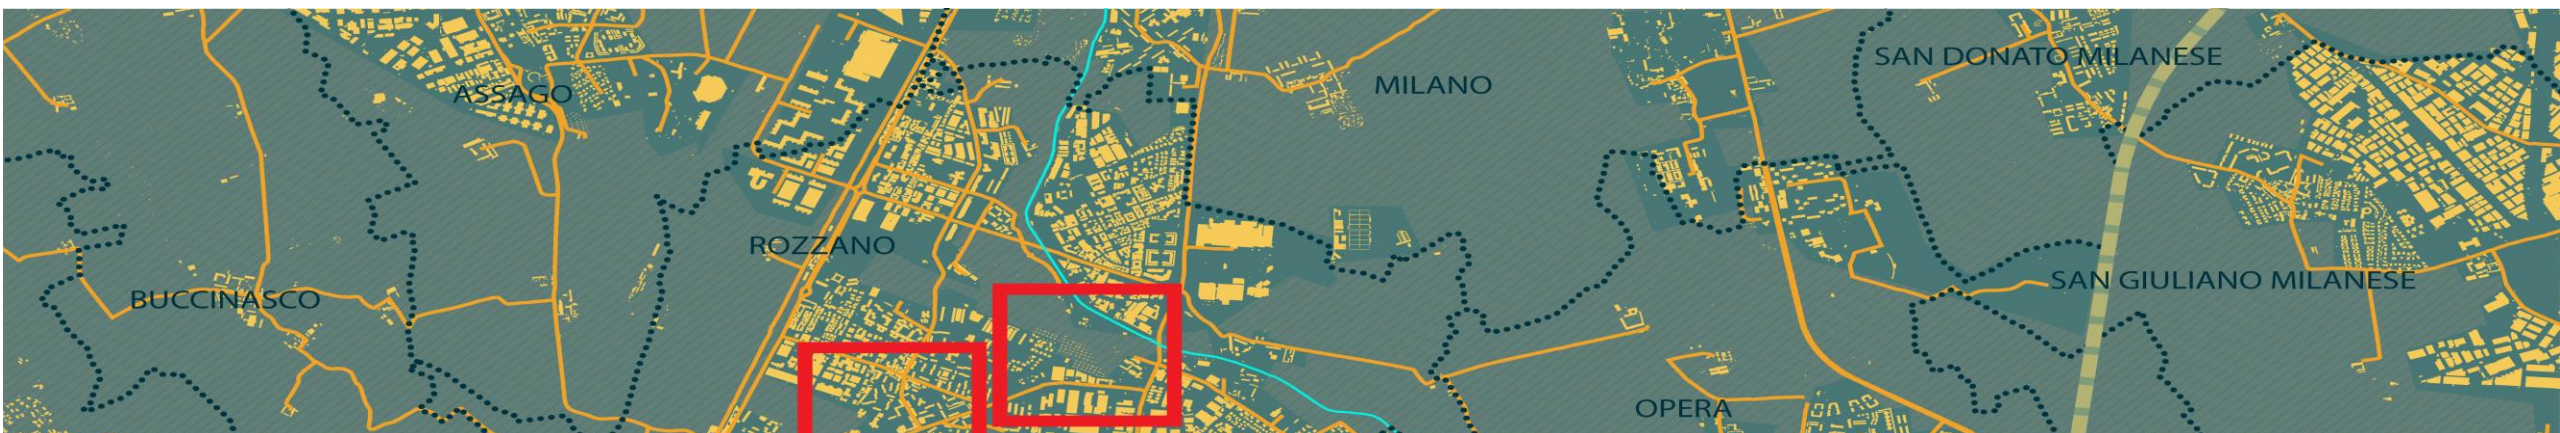 SAN DONATO MILANESE
MILANO
ASSAGO
ROZZANO
SAN GIULIANO MILANESE
BUCCINASCO
OPERA